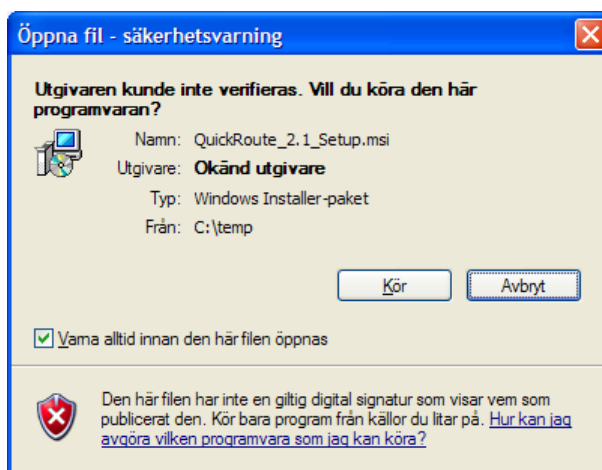 Öppna fil - säkerhetsvarning
Utgivaren kunde inte verifieras. Vill du köra den här
programvaran?
Namn: QuickRoute_2.1_Setup.msi
Utgivare: Okänd utgivare
Typ: Windows Installer-paket
Från: C:\temp
Kör Avbryt
Varna alltid innan den här filen öppnas
Den här filen har inte en giltig digital signatur som visar vem som
publicerat den. Kör bara program från källor du litar på. Hur kan jag
avgöra vilken programvara som jag kan köra?